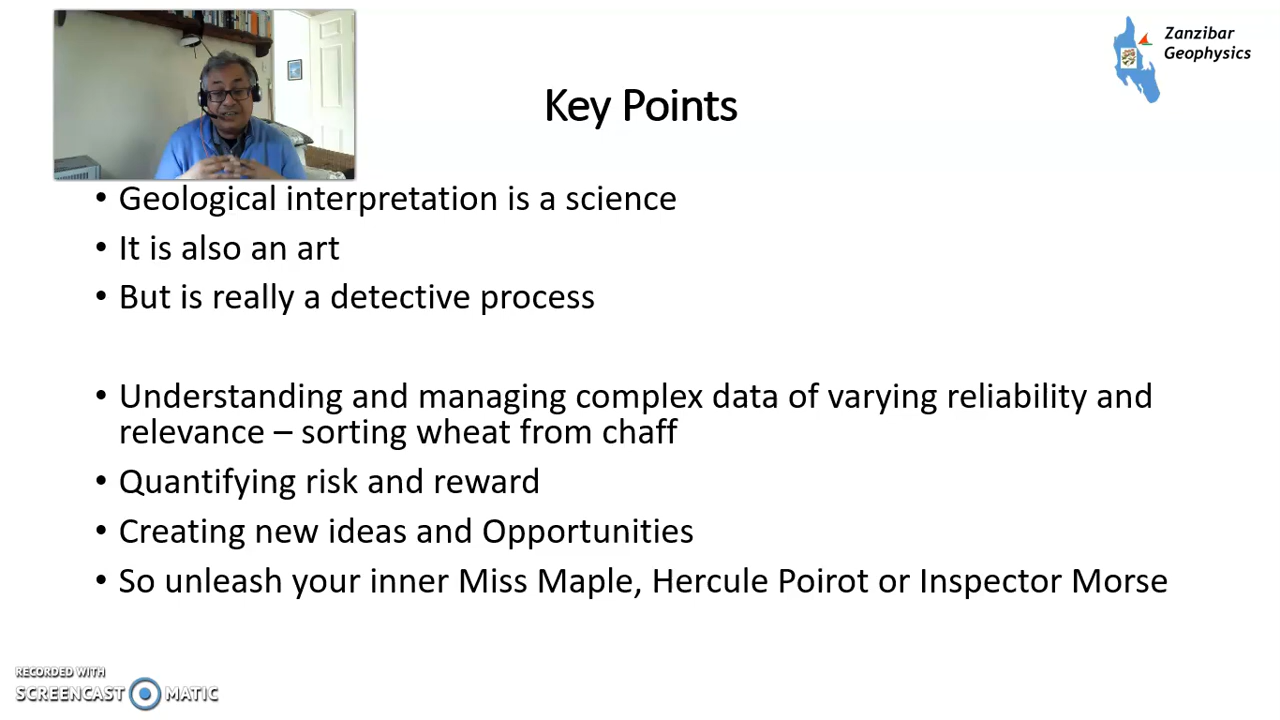 Zanzibar
Geophysics
Key Points
• Geological interpretation is a science
• It is also an art
• But is really a detective process
• Understanding and managing complex data of varying reliability and
relevance – sorting wheat from chaff
• Quantifying risk and reward
• Creating new ideas and Opportunities
• So unleash your inner Miss Maple, Hercule Poirot or Inspector Morse
RECORDED WITH
SCREENCAST MATIC